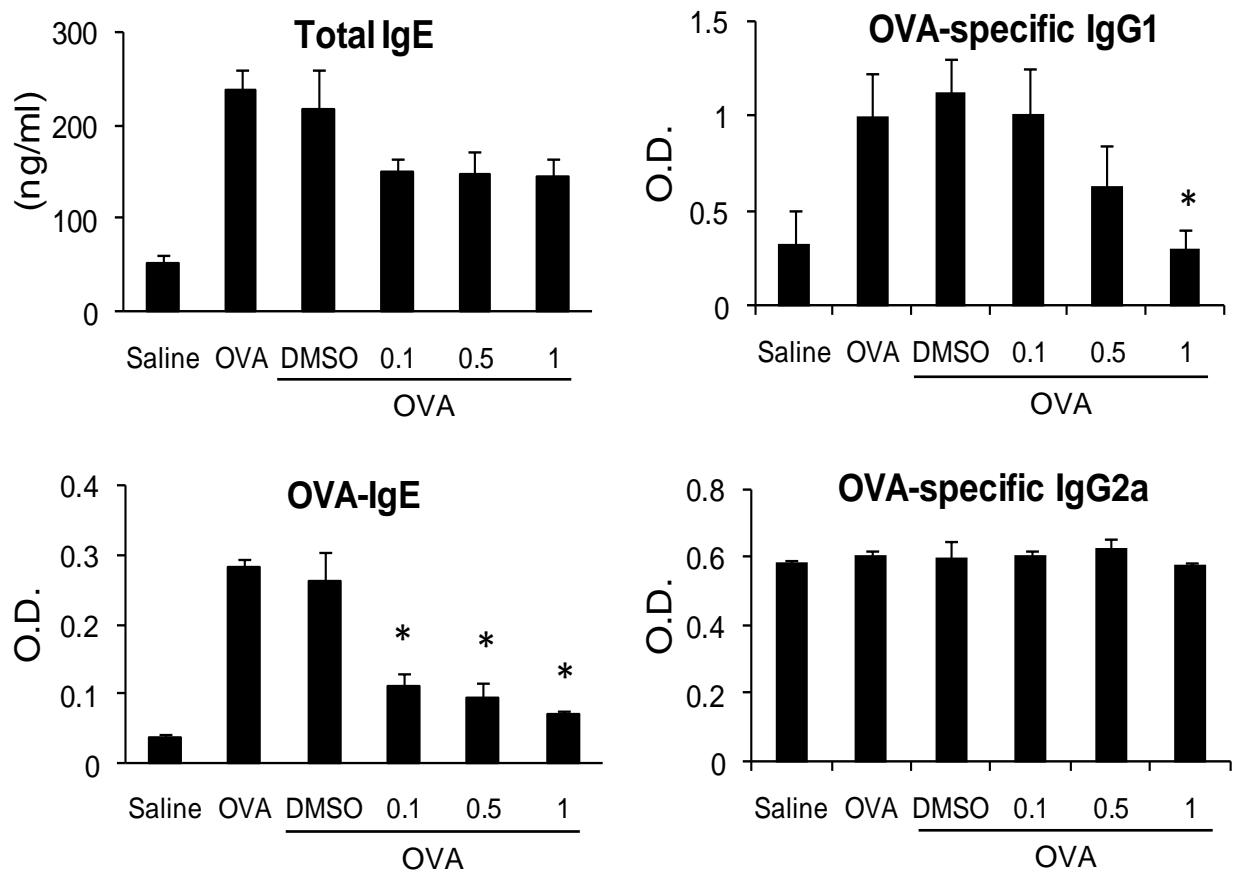 Total IgE
(ng/ml)
300
200
100
0
Saline OVA DMSO 0.1 0.5 1
OVA
OVA-specific IgG1
O.D.
1.5
1
0.5
0
*
Saline OVA DMSO 0.1 0.5 1
OVA
OVA-IgE
O.D.
0.4
0.3
0.2
0.1
0
* * *
Saline OVA DMSO 0.1 0.5 1
OVA
OVA-specific IgG2a
O.D.
0.8
0.6
0.4
0.2
0
Saline OVA DMSO 0.1 0.5 1
OVA